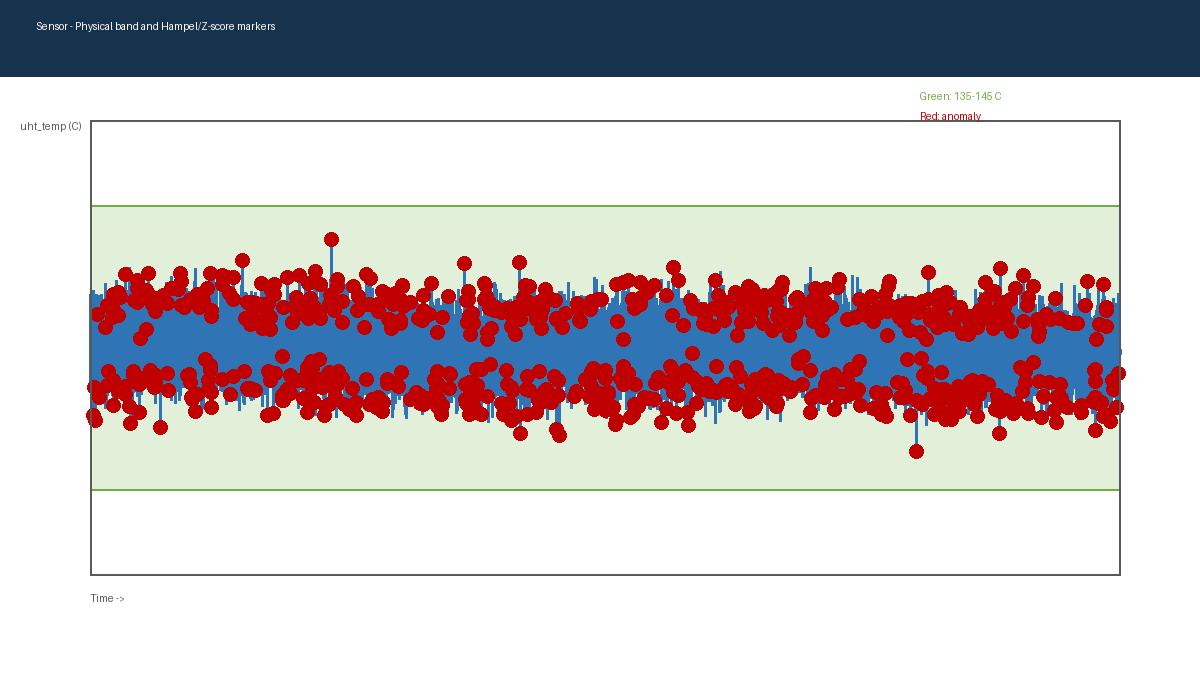 Sensor - Physical band and Hampel/Z-score markers
Green: 135-145 C
Red: anomaly
uht_temp (C)
Time ->